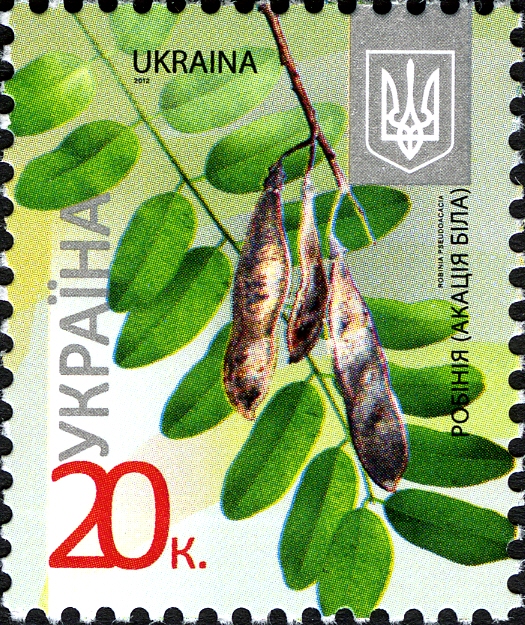 UKRAINA
2012
УКРАЇНА
ROBINIA PSEUDOACACIA
РОБІНІЯ (АКАЦІЯ БІЛА)
20 к.